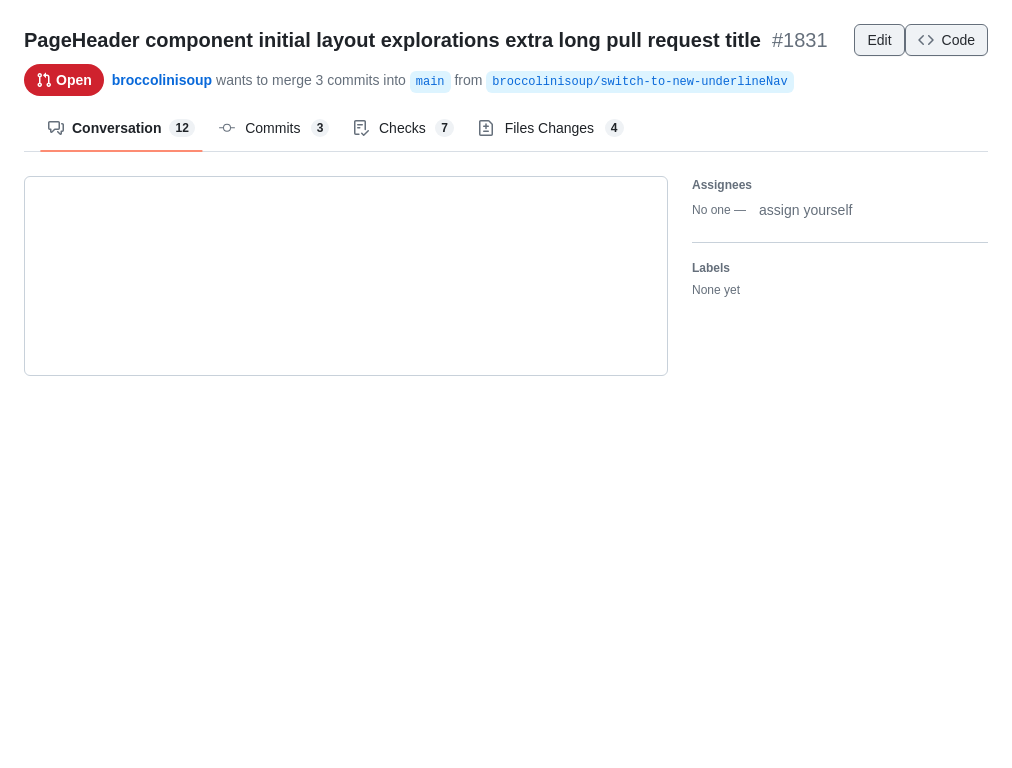 PageHeader component initial layout explorations extra long pull request title #1831
Edit
Code
Open broccolinisoup wants to merge 3 commits into main from broccolinisoup/switch-to-new-underlineNav
Conversation 12 Commits 3 Checks 7 Files Changes 4
Assignees
No one — assign yourself
Labels
None yet